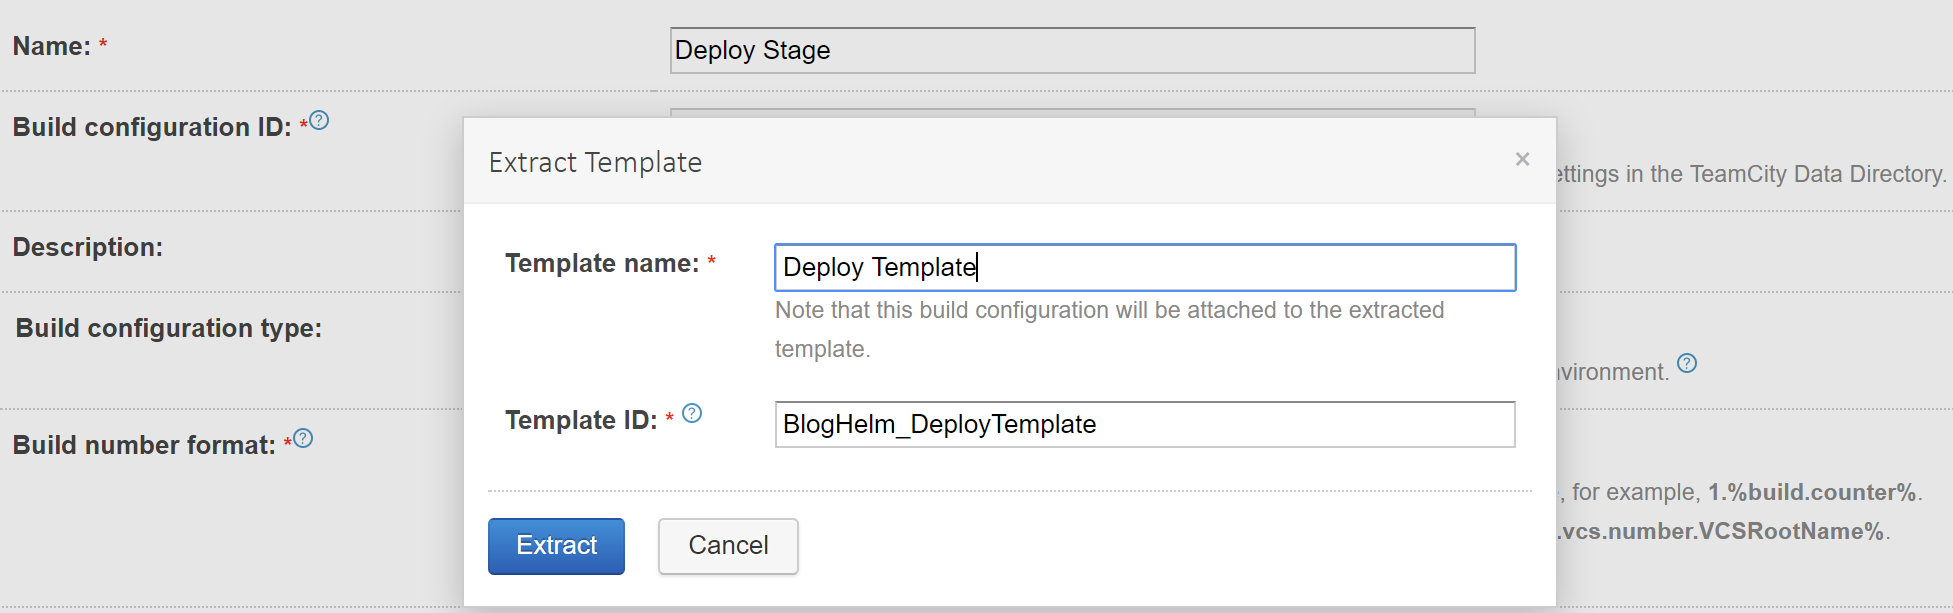 Name: *
Deploy Stage
Build configuration ID: * ?
settings in the TeamCity Data Directory.
Extract Template ×
Description:
Template name: *
Deploy Template
Note that this build configuration will be attached to the extracted
template.
Build configuration type:
?
Template ID: * ?
BlogHelm_DeployTemplate
Build number format: * ?
, for example, 1.%build.counter%.
.vcs.number.VCSRootName%.
Extract
Cancel